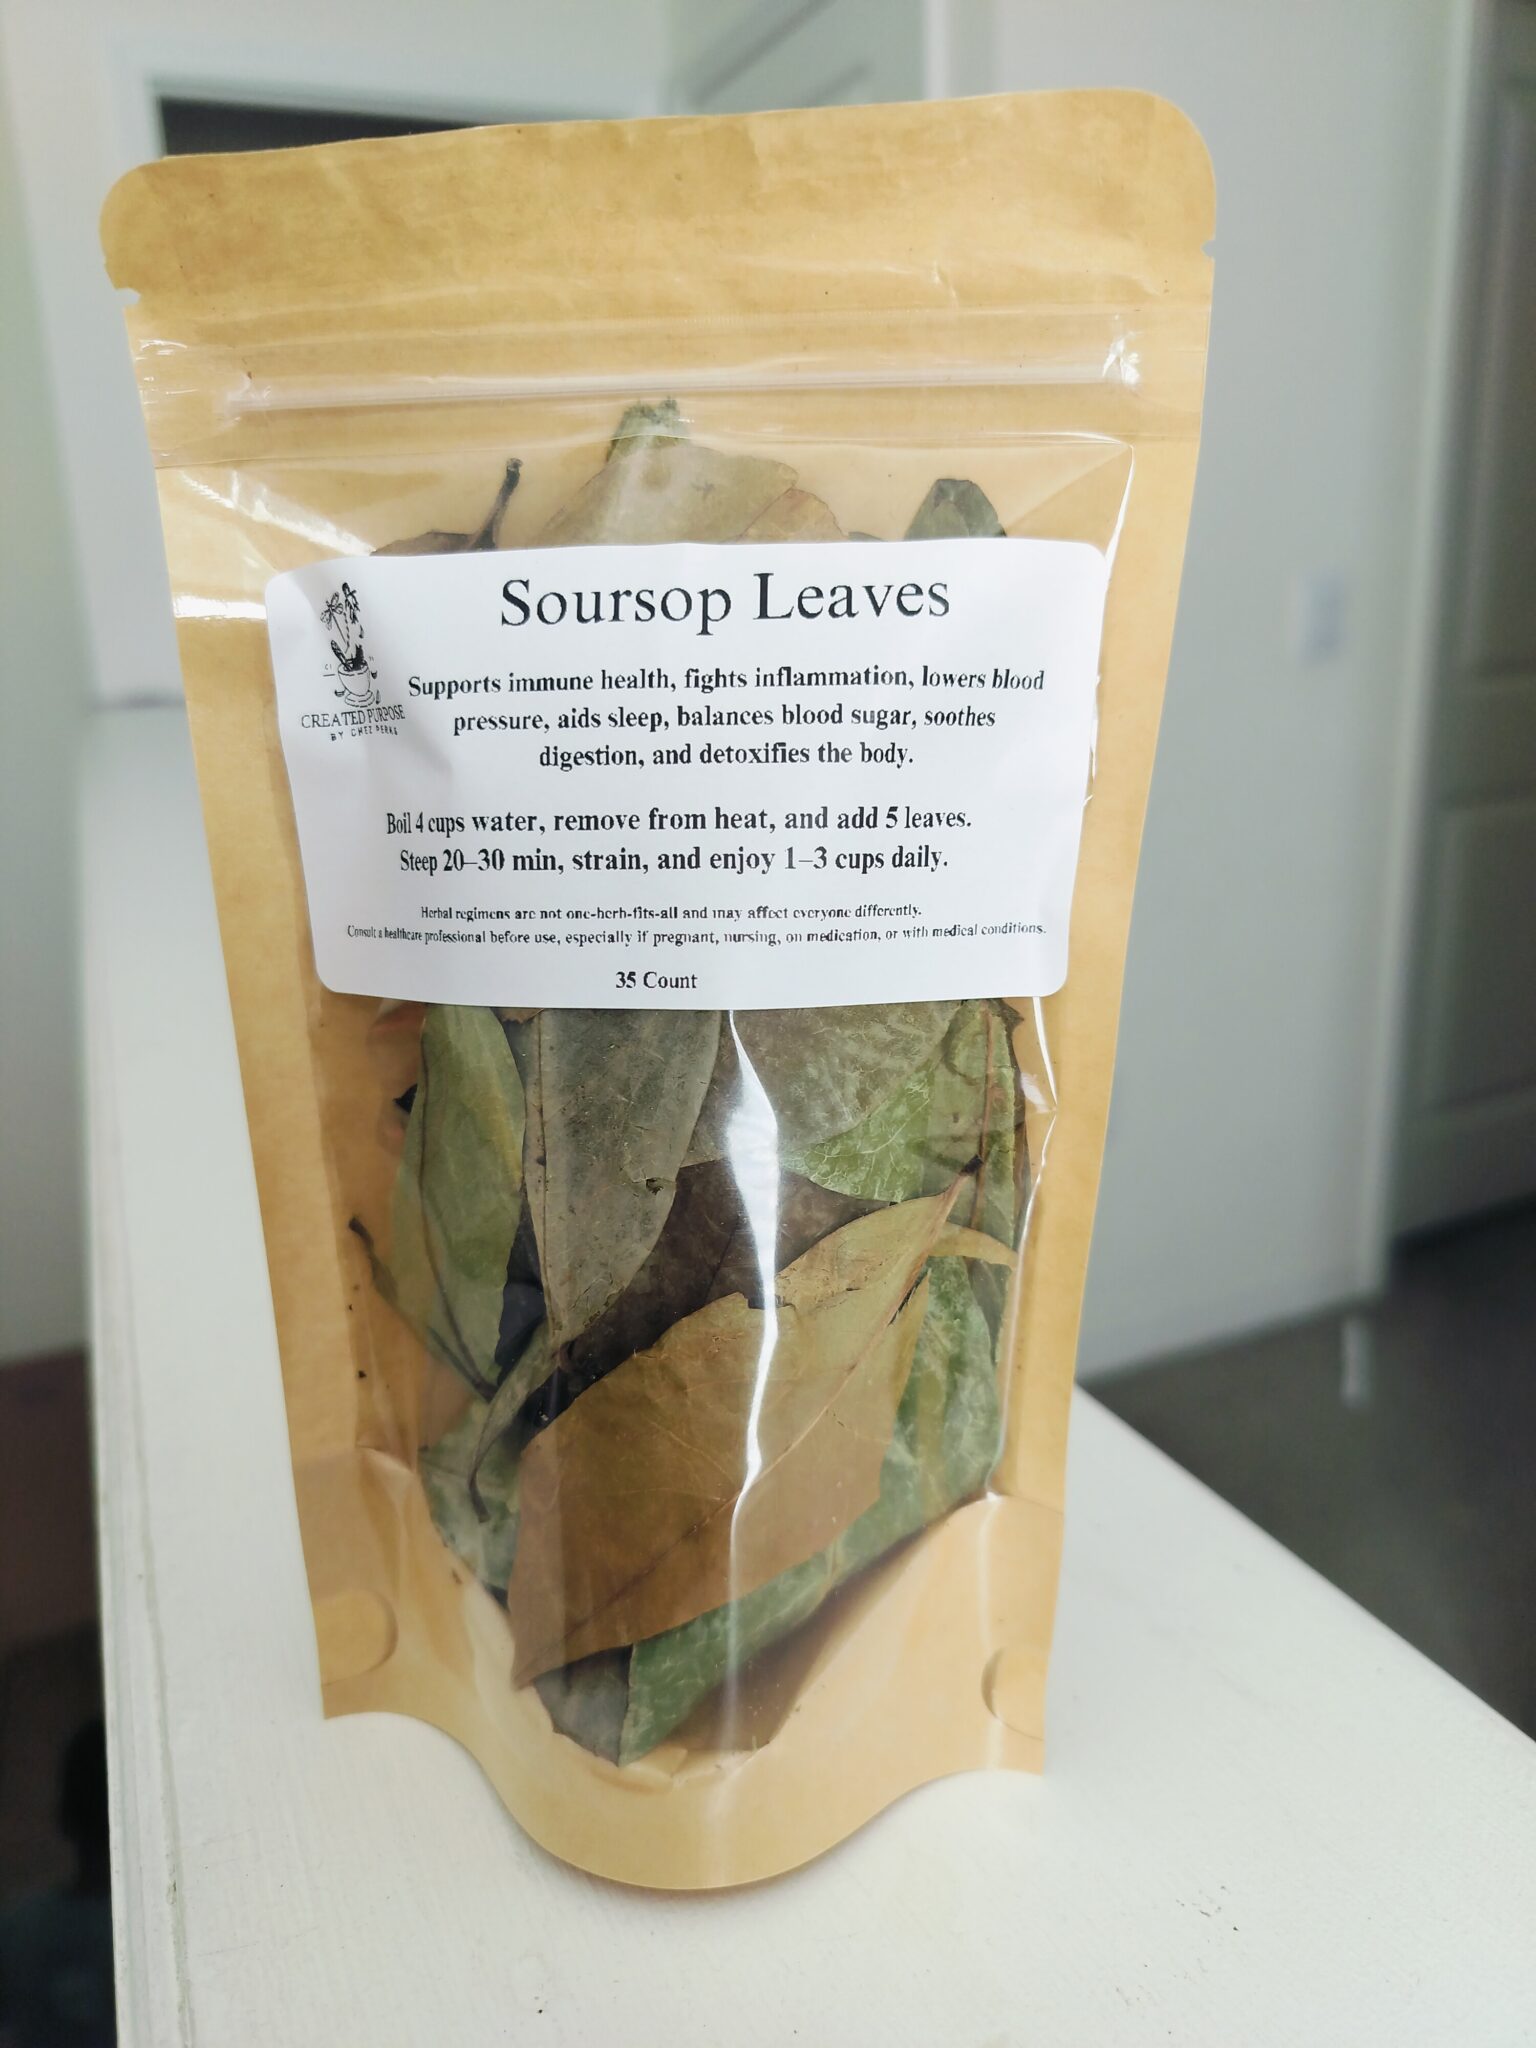 Soursop Leaves
CREATED PURPOSE
BY CHEZ PERKS
Supports immune health, fights inflammation, lowers blood
pressure, aids sleep, balances blood sugar, soothes
digestion, and detoxifies the body.
Boil 4 cups water, remove from heat, and add 5 leaves.
Steep 20–30 min, strain, and enjoy 1–3 cups daily.
Herbal regimens are not one-herb-fits-all and may affect everyone differently.
Consult a healthcare professional before use, especially if pregnant, nursing, on medication, or with medical conditions.
35 Count